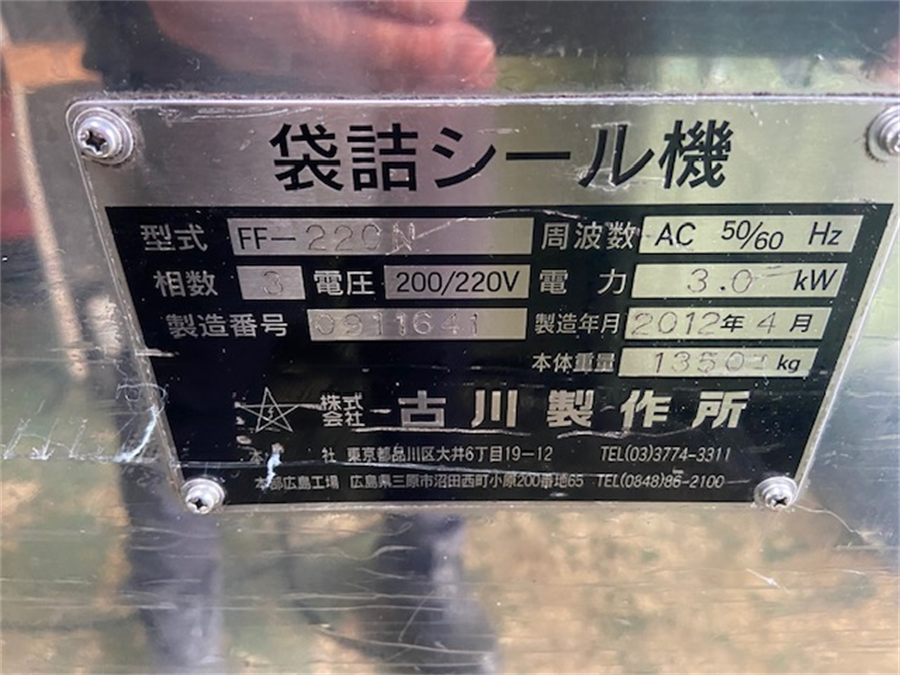 袋詰シール機
型式 FF-220N 周波数 AC 50/60 Hz
相数 3 電圧 200/220V 電力 3.0 kW
製造番号 0911641 製造年月 2012年4月
本体重量 1350 kg
株式会社 古川製作所
本 社 東京都品川区大井6丁目19-12 TEL(03)3774-3311
本部広島工場 広島県三原市沼田西町小原200番地65 TEL(0848)86-2100